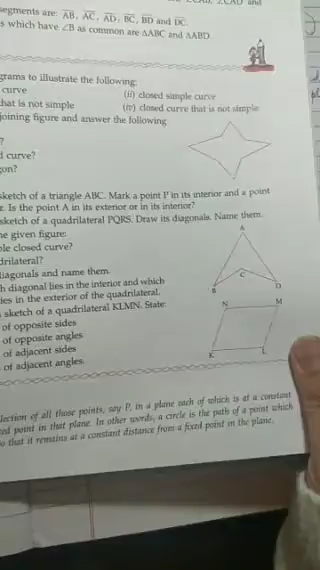 segments are: AB, AC, AD, BC, BD and DC.
s which have ∠B as common are ΔABC and ΔABD
grams to illustrate the following:
curve
(ii) closed simple curve
hat is not simple
(iv) closed curve that is not simple
joining figure and answer the following
?
d curve?
gon?
sketch of a triangle ABC. Mark a point P in its interior and a point
e. Is the point A in its exterior or in its interior?
sketch of a quadrilateral PQRS. Draw its diagonals. Name them.
he given figure:
ple closed curve?
drilateral?
diagonals and name them
h diagonal lies in the interior and which
ies in the exterior of the quadrilateral.
sketch of a quadrilateral KLMN. State:
of opposite sides
of opposite angles
of adjacent sides
of adjacent angles.
A
B
C
D
N
M
K
L
llection of all those points, say P, in a plane each of which is at a constant
ed point in that plane. In other words, a circle is the path of a point which
o that it remains at a constant distance from a fixed point in the plane.